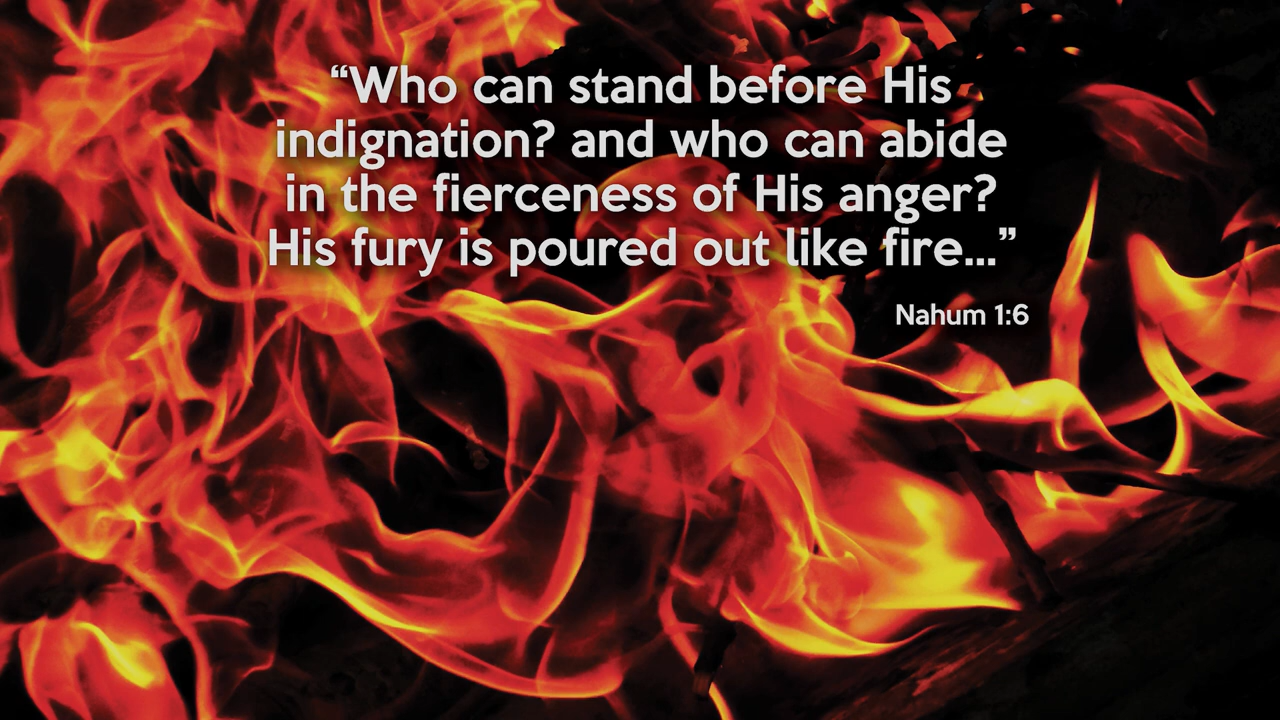 “Who can stand before His
indignation? and who can abide
in the fierceness of His anger?
His fury is poured out like fire...”
Nahum 1:6